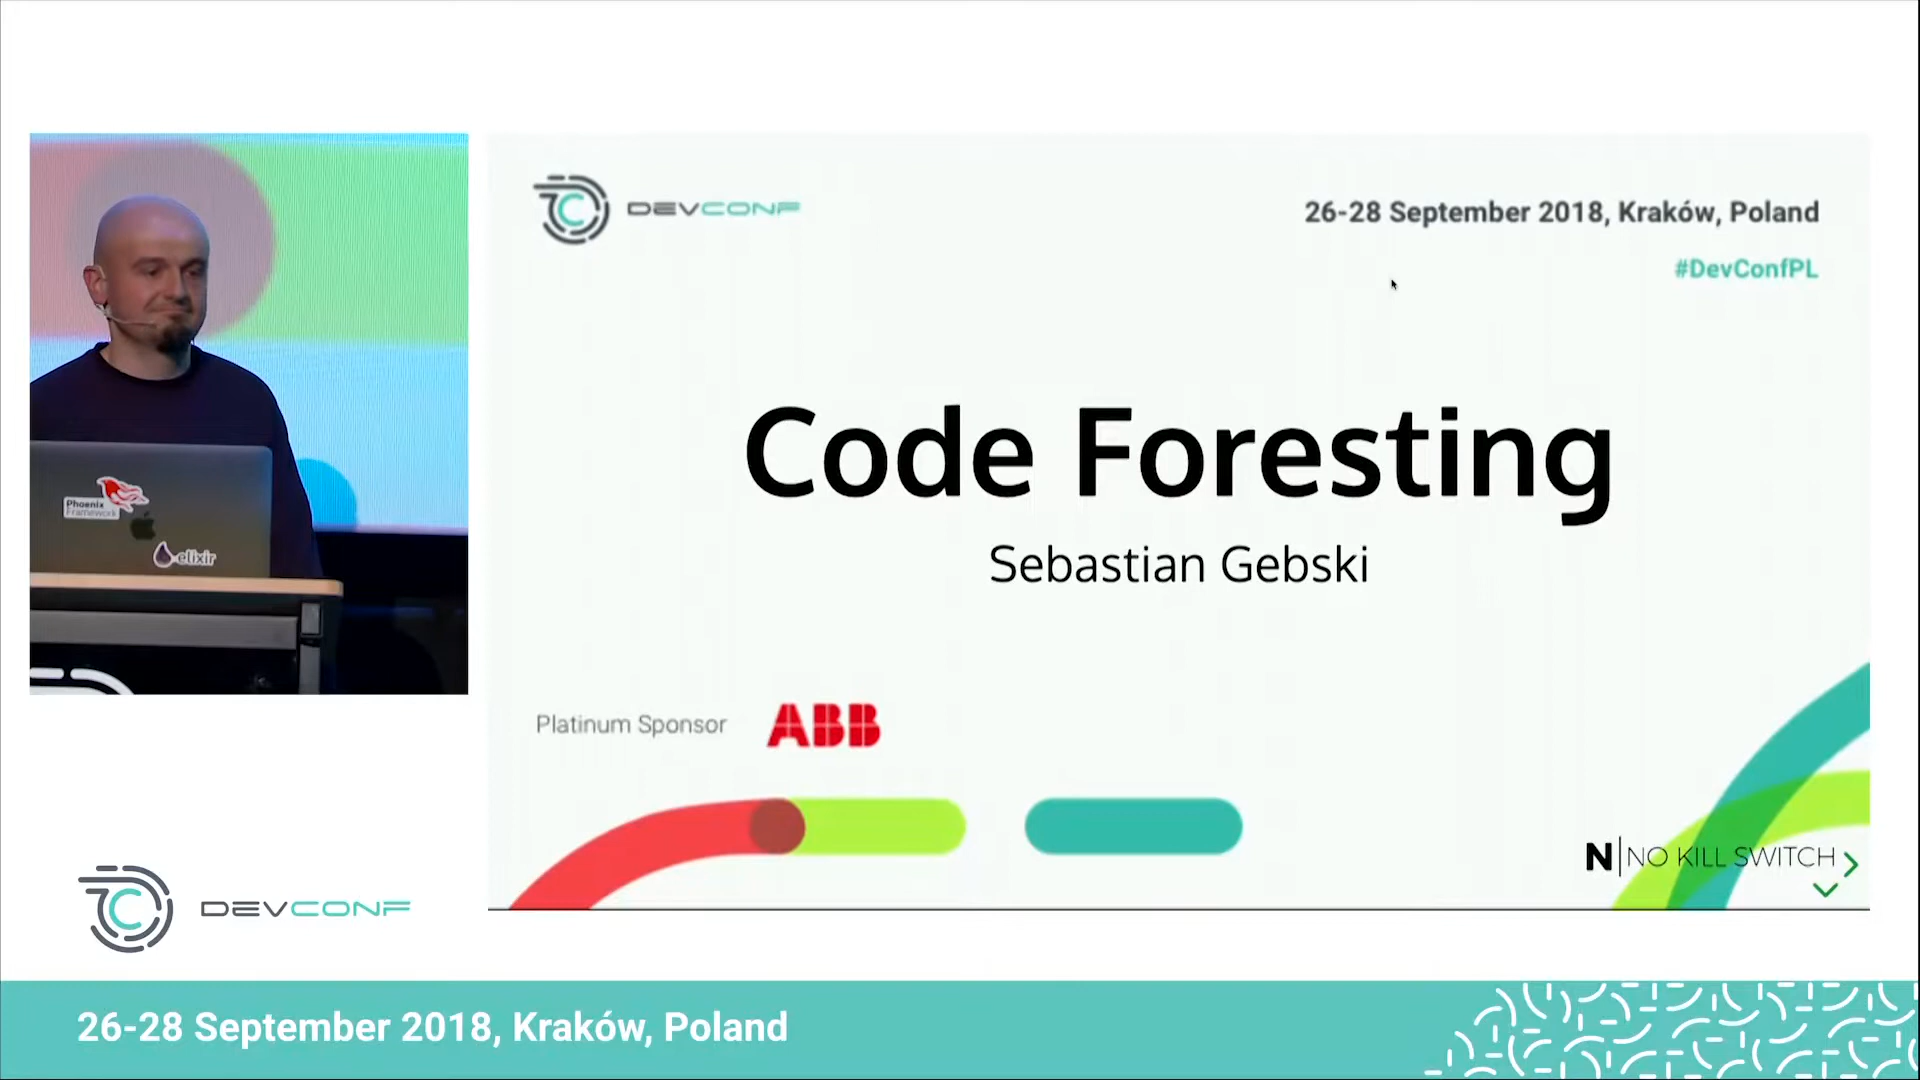 DEVCONF
26-28 September 2018, Kraków, Poland
#DevConfPL
Code Foresting
Sebastian Gebski
Platinum Sponsor ABB
N|NO KILL SWITCH
Phoenix
Framework
elixir
DEVCONF
26-28 September 2018, Kraków, Poland